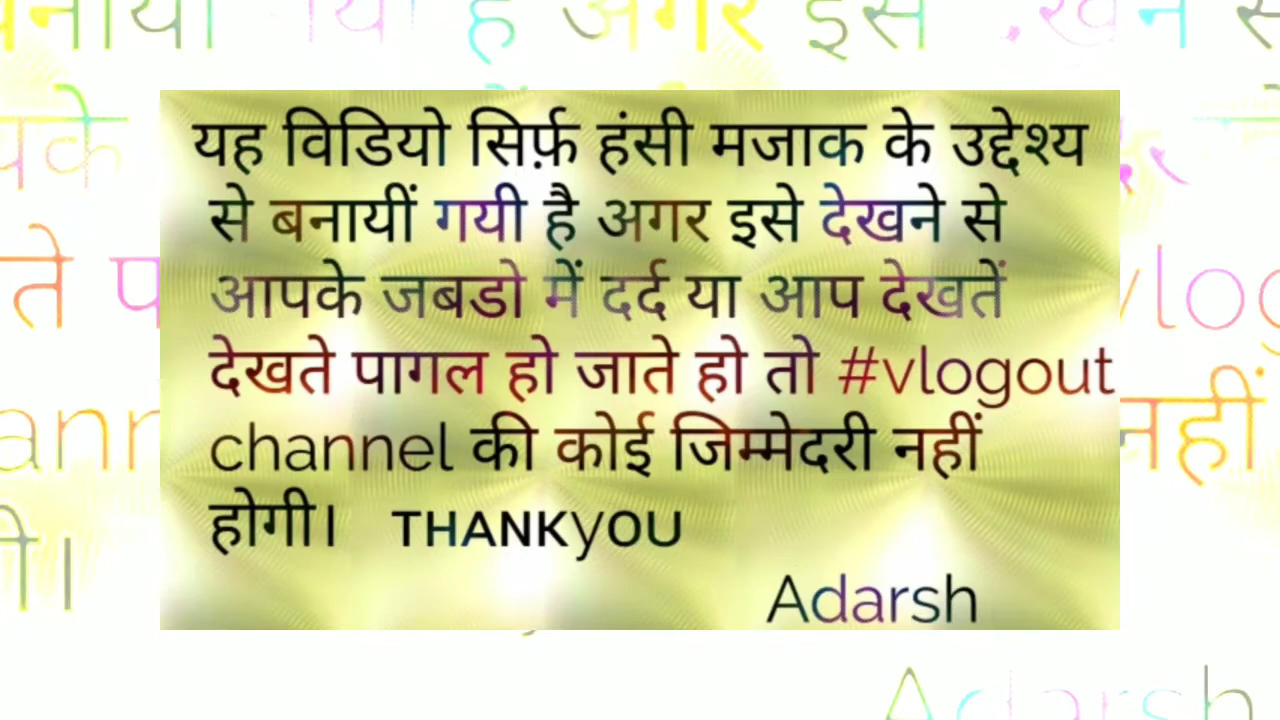 यह विडियो सिर्फ़ हंसी मजाक के उद्देश्य
से बनायीं गयी है अगर इसे देखने से
आपके जबडो में दर्द या आप देखतें
देखते पागल हो जाते हो तो #vlogout
channel की कोई जिम्मेदरी नहीं
होगी। THANKyOU
Adarsh